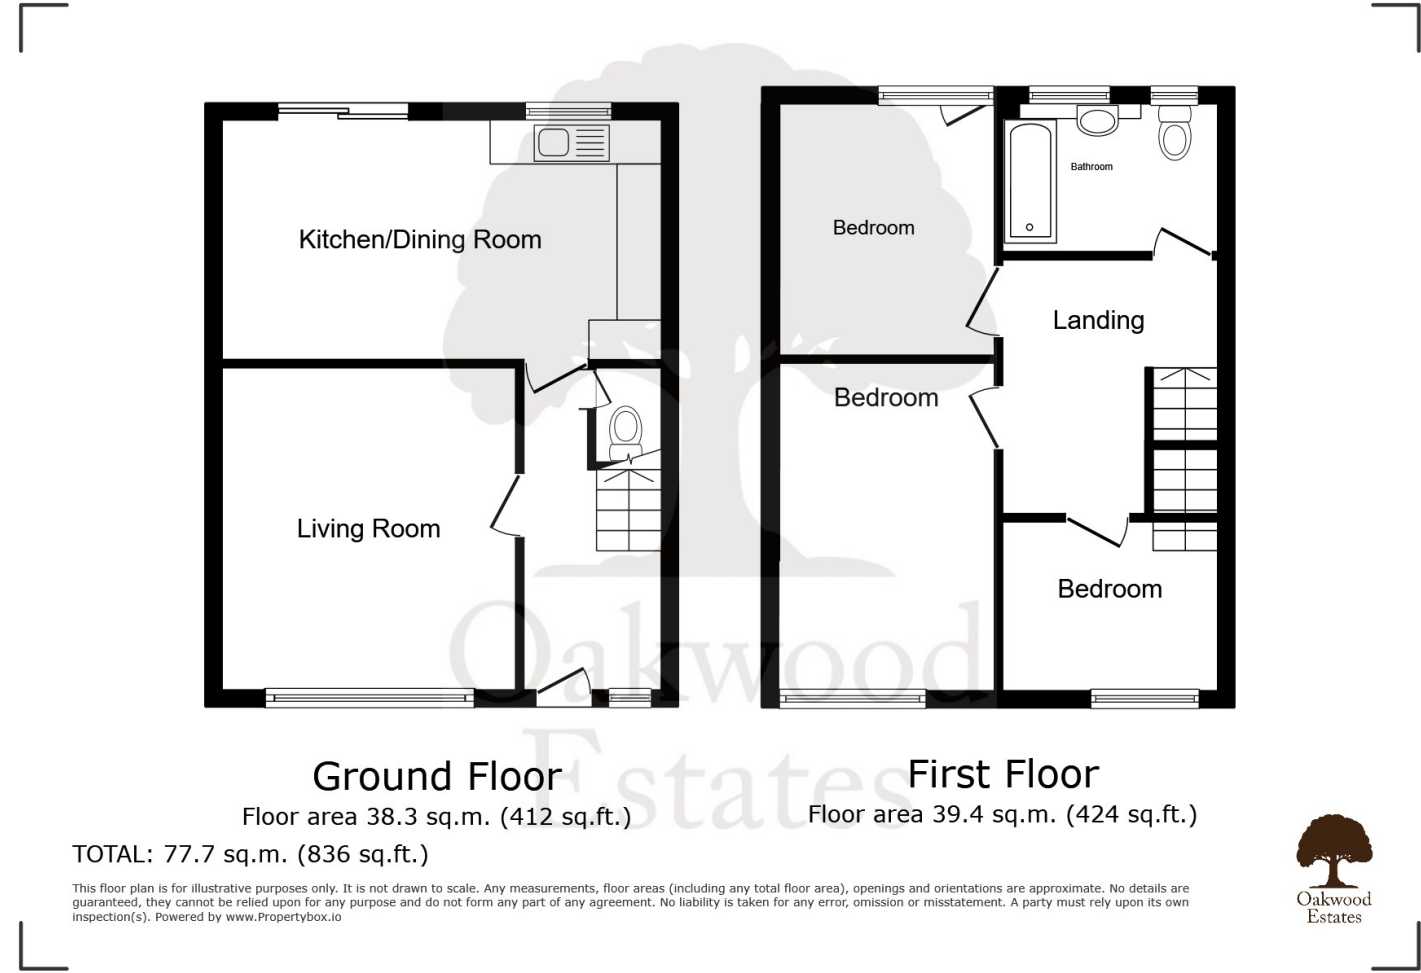 Kitchen/Dining Room
Living Room
Bedroom
Bathroom
Landing
Bedroom
Bedroom
Oakwood
Estates
Ground Floor
Floor area 38.3 sq.m. (412 sq.ft.)
First Floor
Floor area 39.4 sq.m. (424 sq.ft.)
TOTAL: 77.7 sq.m. (836 sq.ft.)
This floor plan is for illustrative purposes only. It is not drawn to scale. Any measurements, floor areas (including any total floor area), openings and orientations are approximate. No details are
guaranteed, they cannot be relied upon for any purpose and do not form any part of any agreement. No liability is taken for any error, omission or misstatement. A party must rely upon its own
inspection(s). Powered by www.Propertybox.io
Oakwood
Estates